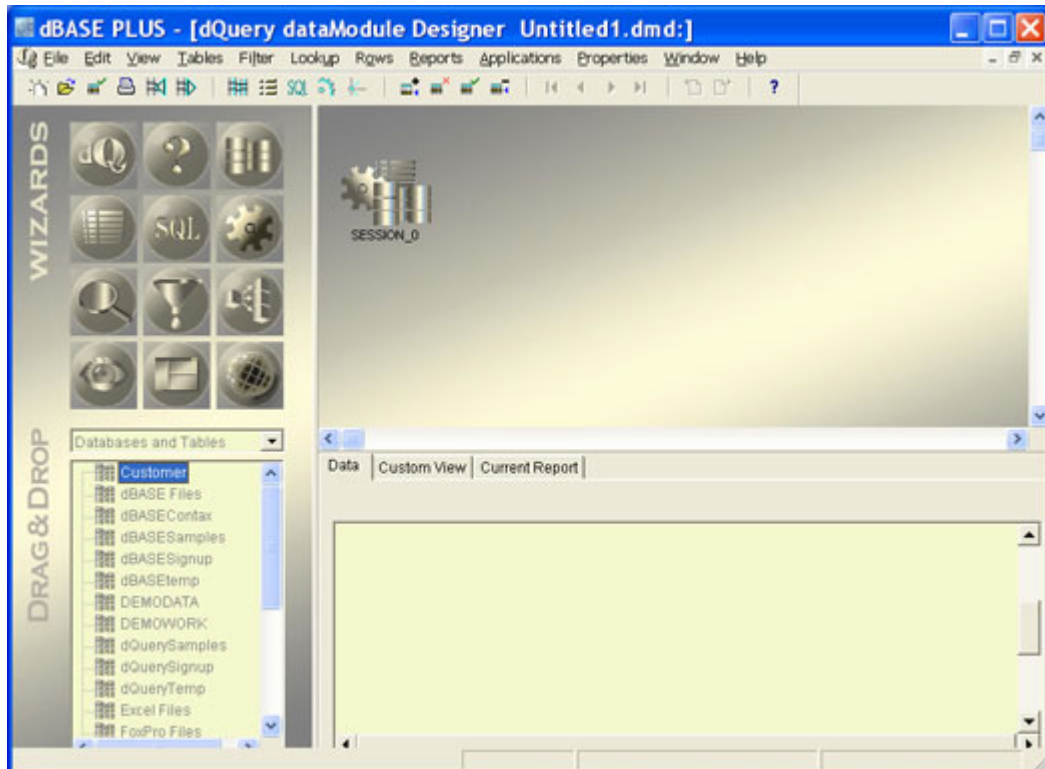 dBASE PLUS - [dQuery dataModule Designer Untitled1.dmd:]
File Edit View Tables Filter Lookup Rows Reports Applications Properties Window Help
SQL ?
WIZARDS
dQ ?
SQL
SESSION_0
DRAG & DROP
Databases and Tables
Customer
dBASE Files
dBASEContax
dBASESamples
dBASESignup
dBASEtemp
DEMODATA
DEMOWORK
dQuerySamples
dQuerySignup
dQueryTemp
Excel Files
FoxPro Files
Data Custom View Current Report